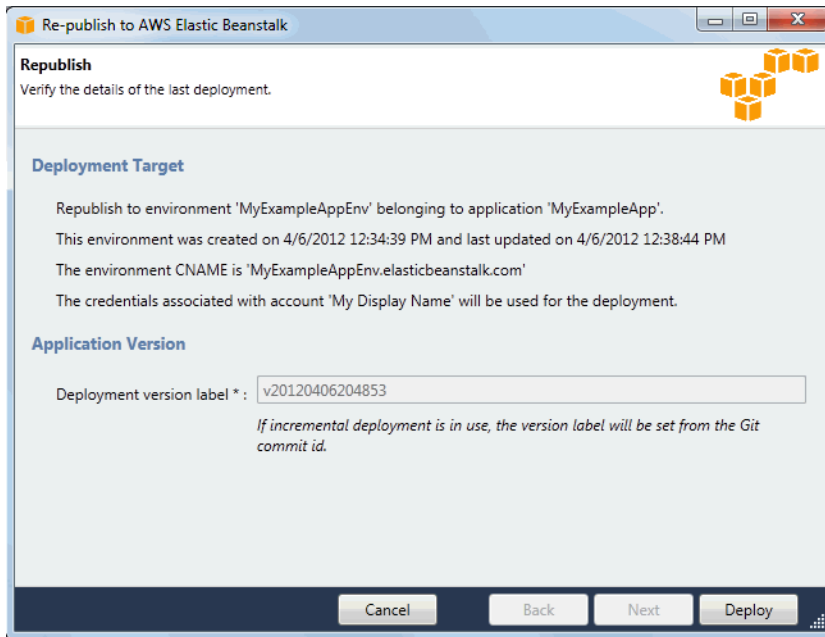 Re-publish to AWS Elastic Beanstalk
Republish
Verify the details of the last deployment.
Deployment Target
Republish to environment 'MyExampleAppEnv' belonging to application 'MyExampleApp'.
This environment was created on 4/6/2012 12:34:39 PM and last updated on 4/6/2012 12:38:44 PM
The environment CNAME is 'MyExampleAppEnv.elasticbeanstalk.com'
The credentials associated with account 'My Display Name' will be used for the deployment.
Application Version
Deployment version label * : v20120406204853
If incremental deployment is in use, the version label will be set from the Git
commit id.
Cancel Back Next Deploy